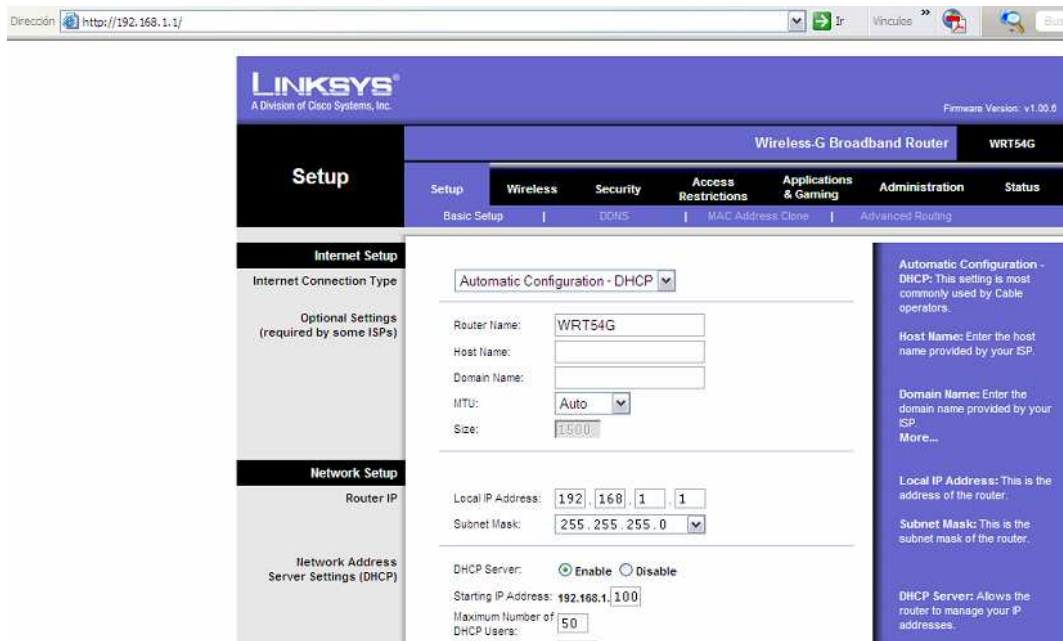 Dirección http://192.168.1.1/ Ir Vínculos »
LINKSYS®
A Division of Cisco Systems, Inc.
Firmware Version: v1.00.6
Wireless-G Broadband Router WRT54G
Setup
Setup Wireless Security Access Restrictions Applications & Gaming Administration Status
Basic Setup | DDNS | MAC Address Clone | Advanced Routing
Internet Setup
Internet Connection Type Automatic Configuration - DHCP
Optional Settings
(required by some ISPs)
Router Name: WRT54G
Host Name:
Domain Name:
MTU: Auto
Size: 1500
Network Setup
Router IP
Local IP Address: 192 . 168 . 1 . 1
Subnet Mask: 255.255.255.0
Network Address
Server Settings (DHCP)
DHCP Server: Enable Disable
Starting IP Address: 192.168.1. 100
Maximum Number of
DHCP Users: 50
Automatic Configuration -
DHCP: This setting is most
commonly used by Cable
operators.
Host Name: Enter the host
name provided by your ISP.
Domain Name: Enter the
domain name provided by your
ISP.
More...
Local IP Address: This is the
address of the router.
Subnet Mask: This is the
subnet mask of the router.
DHCP Server: Allows the
router to manage your IP
addresses.